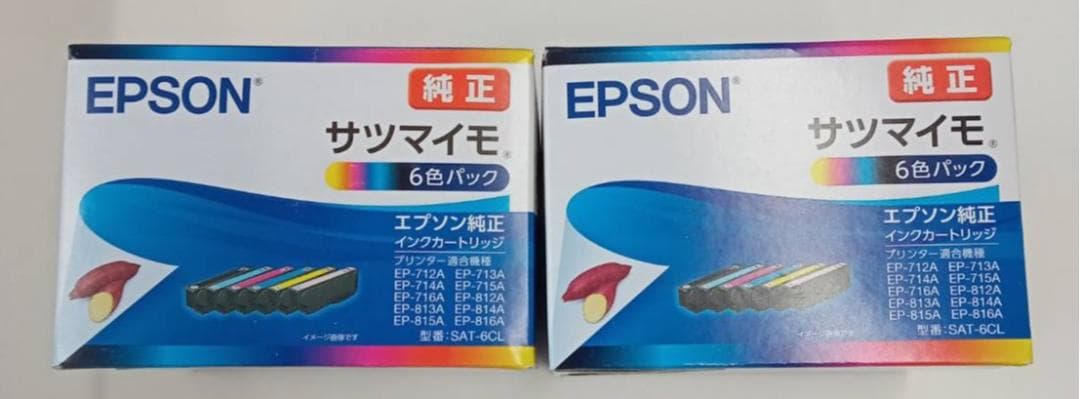 EPSON®
純正
サツマイモ®
6色パック
エプソン純正
インクカートリッジ
プリンター適合機種
EP-712A EP-713A
EP-714A EP-715A
EP-716A EP-812A
EP-813A EP-814A
EP-815A EP-816A
イメージ画像です
型番:SAT-6CL
EPSON®
純正
サツマイモ®
6色パック
エプソン純正
インクカートリッジ
プリンター適合機種
EP-712A EP-713A
EP-714A EP-715A
EP-716A EP-812A
EP-813A EP-814A
EP-815A EP-816A
イメージ画像です
型番:SAT-6CL